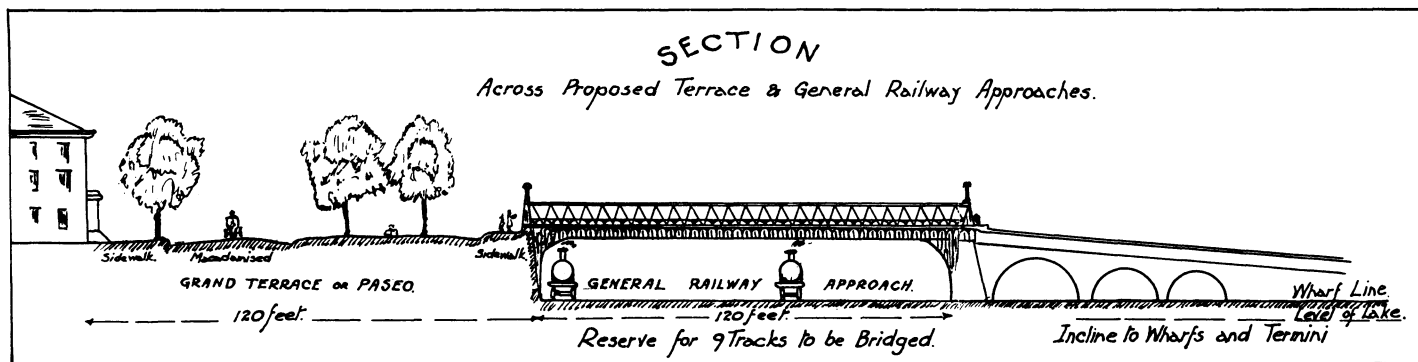 SECTION
Across Proposed Terrace & General Railway Approaches.
Sidewalk. Macadamised Sidewalk.
GRAND TERRACE OR PASEO. GENERAL RAILWAY APPROACH.
Wharf Line.
120 feet. 120 feet. Level of Lake.
Reserve for 9 Tracks to be Bridged. Incline to Wharfs and Termini